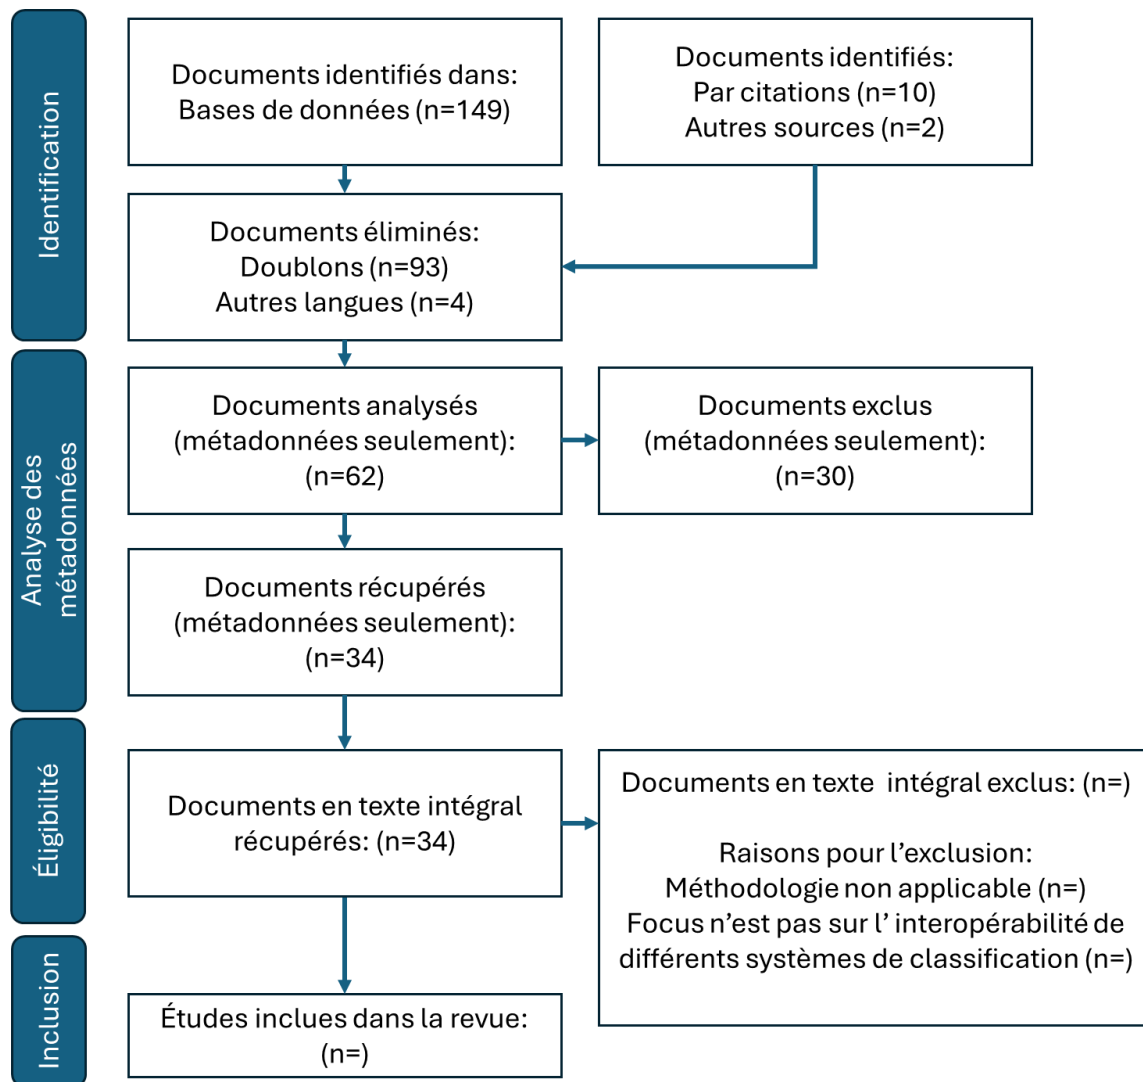 Identification
Documents identifiés dans:
Bases de données (n=149)
Documents identifiés:
Par citations (n=10)
Autres sources (n=2)
Documents éliminés:
Doublons (n=93)
Autres langues (n=4)
Analyse des
métadonnées
Documents analysés
(métadonnées seulement):
(n=62)
Documents exclus
(métadonnées seulement):
(n=30)
Documents récupérés
(métadonnées seulement):
(n=34)
Éligibilité
Documents en texte intégral
récupérés: (n=34)
Documents en texte  intégral exclus: (n=)
Raisons pour l’exclusion:
Méthodologie non applicable (n=)
Focus n’est pas sur l’ interopérabilité de
différents systèmes de classification (n=)
Inclusion
Études inclues dans la revue:
(n=)